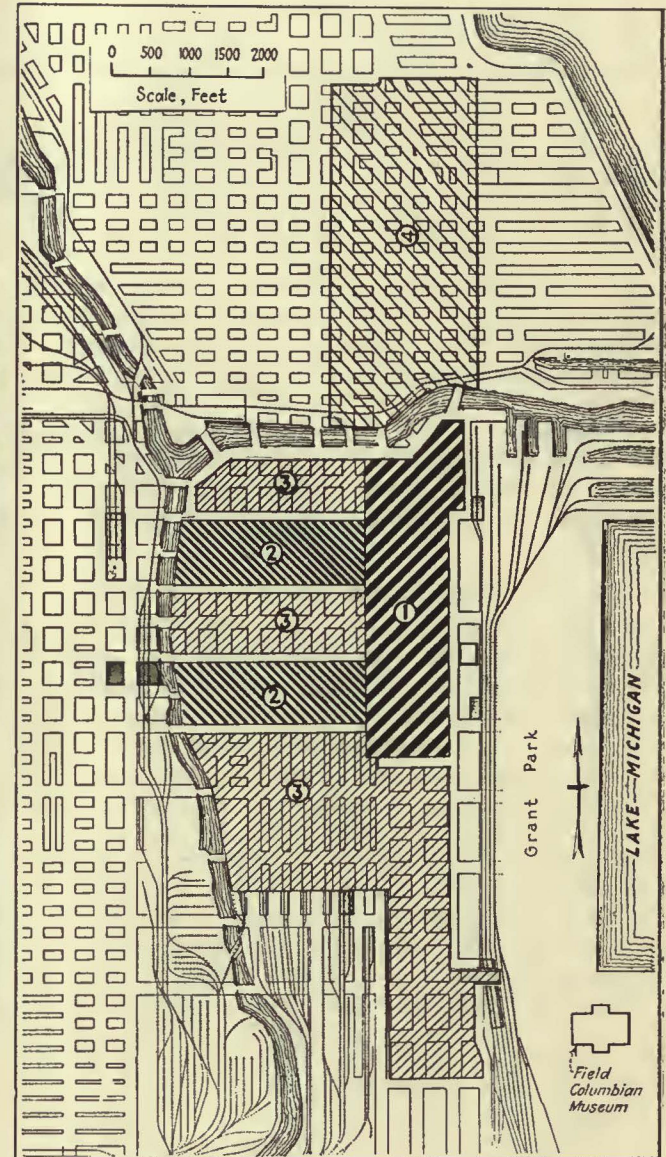 0 500 1000 1500 2000
Scale, Feet
4
3
2
3
1
2
3
Grant Park
LAKE MICHIGAN
Field
Columbian
Museum